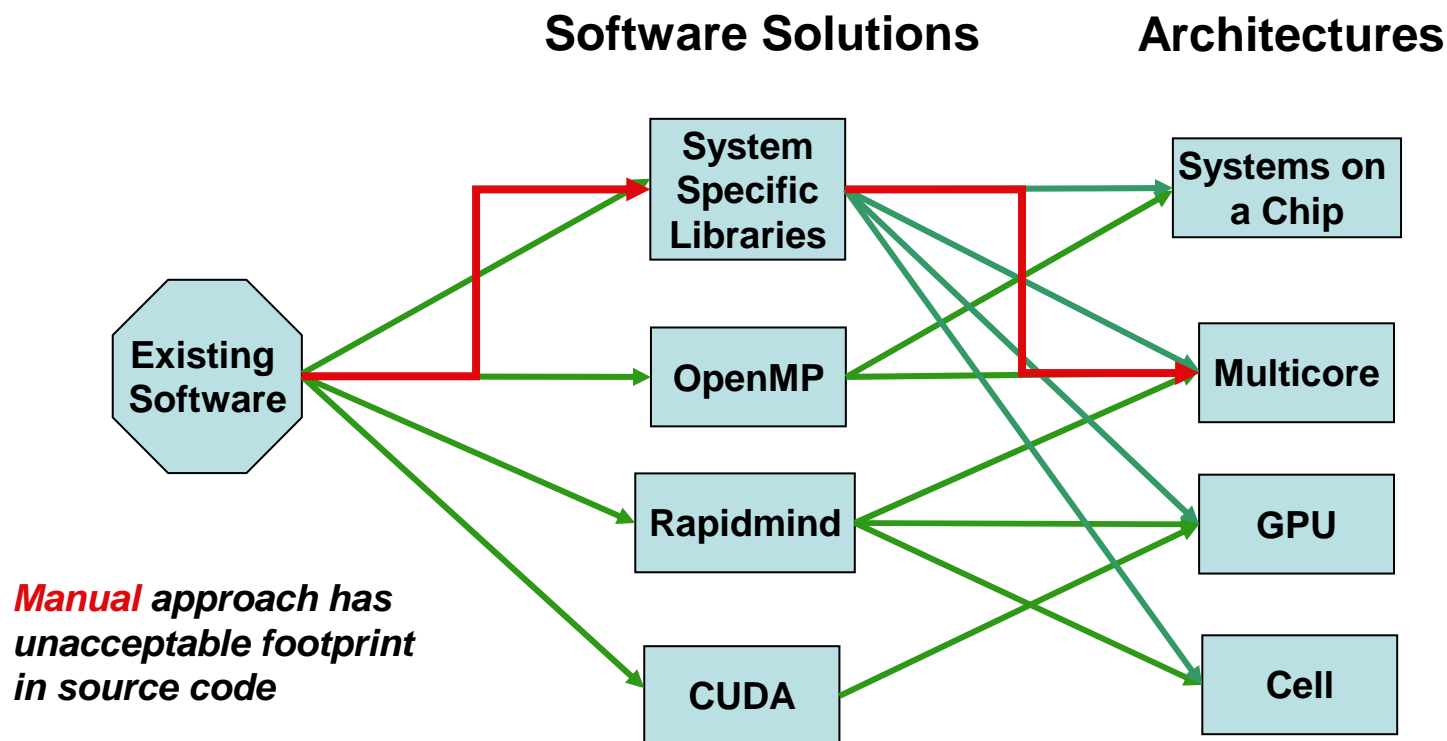 Software Solutions
Architectures
System
Specific
Libraries
Systems on
a Chip
Existing
Software
OpenMP
Multicore
Rapidmind
GPU
Manual approach has
unacceptable footprint
in source code
CUDA
Cell